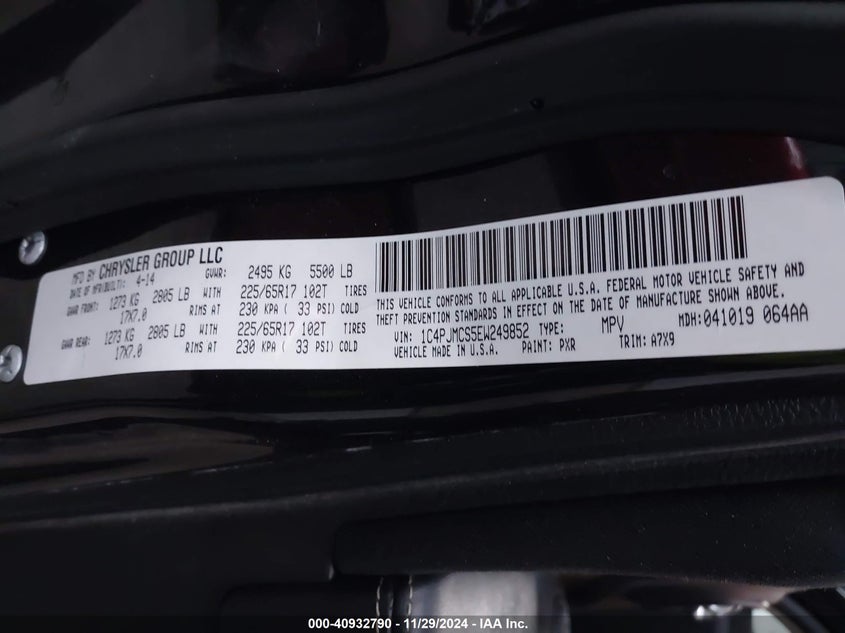 MFD BY CHRYSLER GROUP LLC
DATE OF MFR/BUILT: 4-14 GVWR: 2495 KG 5500 LB
GAWR FRONT: 1273 KG 2805 LB WITH 225/65R17 102T TIRES
17X7.0 RIMS AT 230 KPA ( 33 PSI) COLD
GAWR REAR: 1273 KG 2805 LB WITH 225/65R17 102T TIRES
17X7.0 RIMS AT 230 KPA ( 33 PSI) COLD
THIS VEHICLE CONFORMS TO ALL APPLICABLE U.S.A. FEDERAL MOTOR VEHICLE SAFETY AND
THEFT PREVENTION STANDARDS IN EFFECT ON THE DATE OF MANUFACTURE SHOWN ABOVE.
VIN: 1C4PJMCS5EW249852 TYPE: MPV MDH:041019 064AA
VEHICLE MADE IN U.S.A. PAINT: PXR TRIM: A7X9
000-40932790 - 11/29/2024 - IAA Inc.